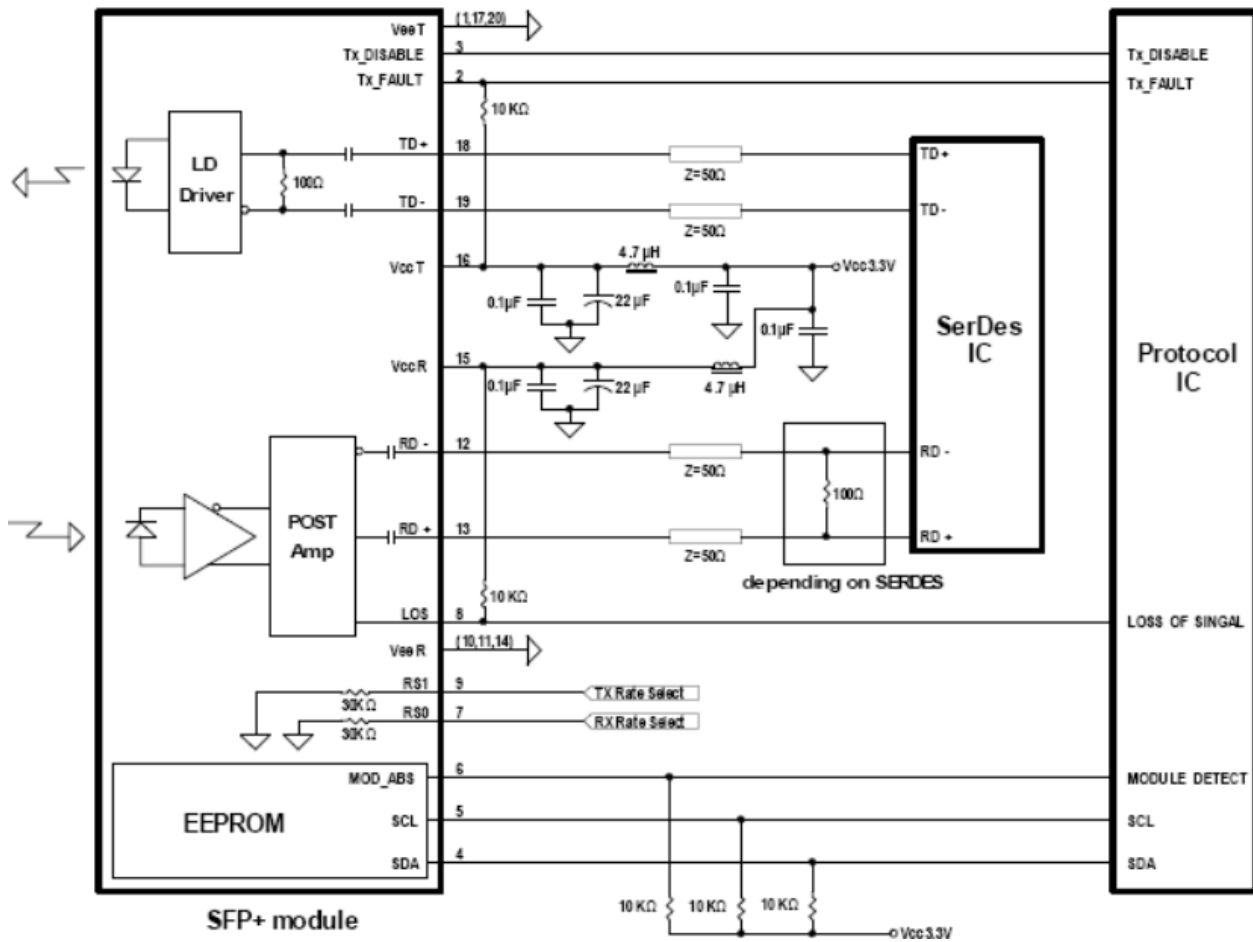 VeeT (1,17,20)
Tx_DISABLE 3 Tx_DISABLE
Tx_FAULT 2 Tx_FAULT
10 KΩ
LD
Driver
100Ω
TD+ 18 Z=50Ω TD+
TD- 19 Z=50Ω TD-
4.7 µH
VccT 16 Vcc3.3V
0.1µF 22 µF 0.1µF 0.1µF
SerDes
IC
Protocol
IC
VccR 15
0.1µF 22 µF 4.7 µH
RD - 12 Z=50Ω RD -
100Ω
POST
Amp
RD + 13 Z=50Ω RD +
depending on SERDES
10 KΩ
LOS 8 LOSS OF SINGAL
VeeR (10,11,14)
RS1 9 TX Rate Select
30KΩ
RS0 7 RX Rate Select
30KΩ
MOD_ABS 6 MODULE DETECT
EEPROM
SCL 5 SCL
SDA 4 SDA
10 KΩ 10 KΩ 10 KΩ
Vcc3.3V
SFP+ module